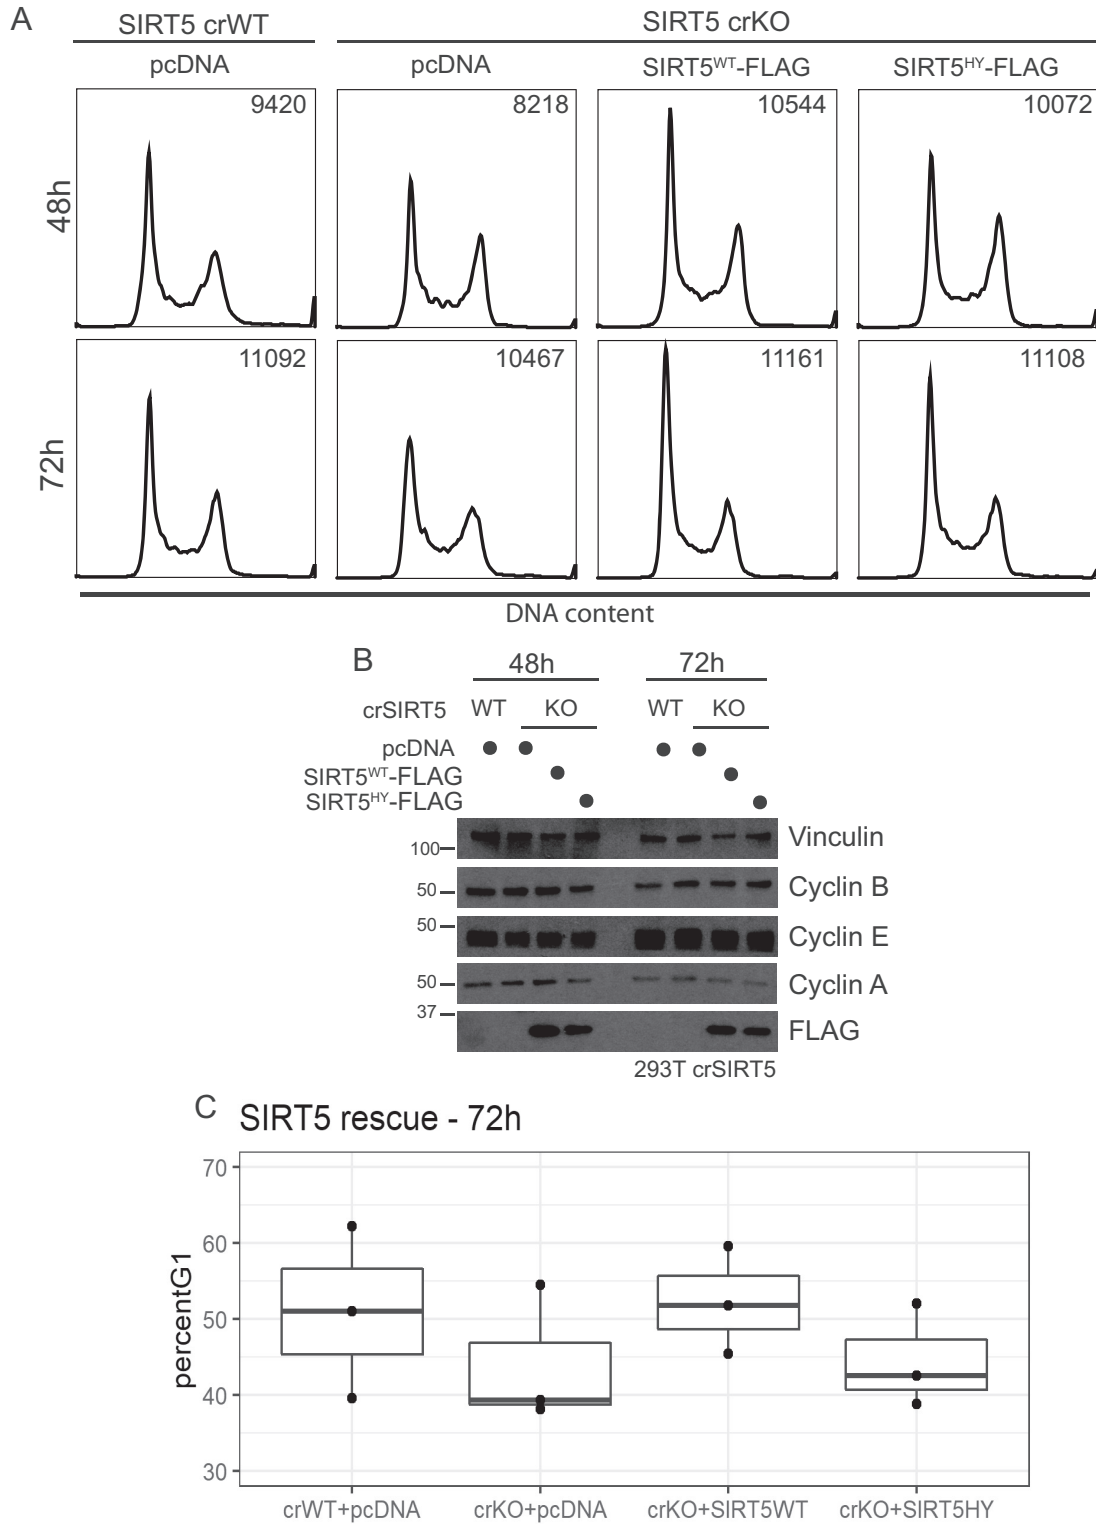 A
SIRT5 crWT
SIRT5 crKO
pcDNA
pcDNA
SIRT5WT-FLAG
SIRT5HY-FLAG
48h
9420
8218
10544
10072
72h
11092
10467
11161
11108
DNA content
B
48h
72h
crSIRT5
WT
KO
WT
KO
pcDNA
SIRT5WT-FLAG
SIRT5HY-FLAG
100
Vinculin
50
Cyclin B
50
Cyclin E
50
Cyclin A
37
FLAG
293T crSIRT5
C
SIRT5 rescue - 72h
percentG1
70
60
50
40
30
crWT+pcDNA
crKO+pcDNA
crKO+SIRT5WT
crKO+SIRT5HY